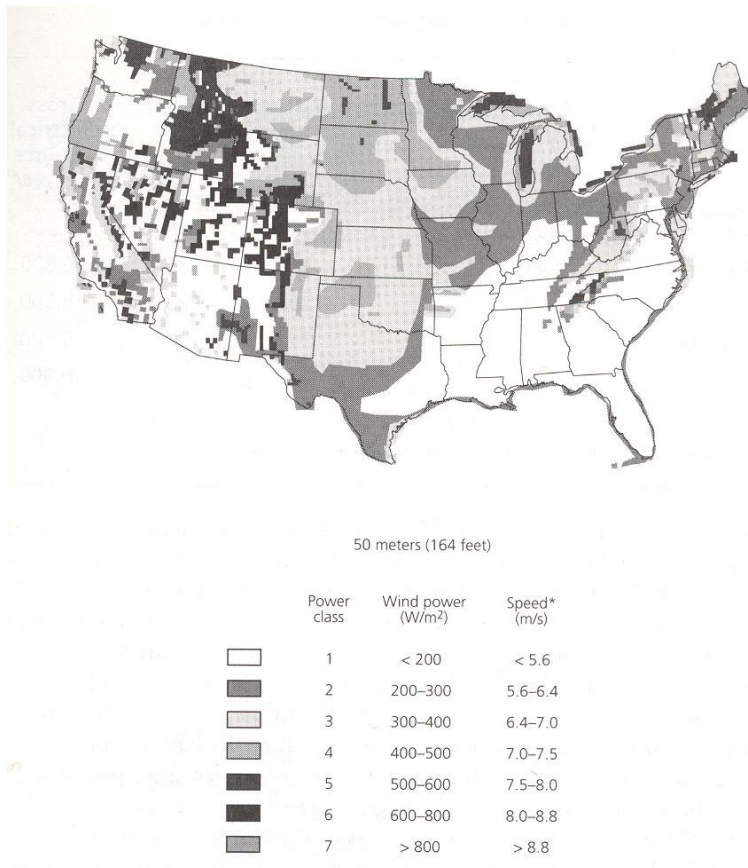 50 meters (164 feet)
Power class Wind power (W/m²) Speed* (m/s)
1 < 200 < 5.6
2 200–300 5.6–6.4
3 300–400 6.4–7.0
4 400–500 7.0–7.5
5 500–600 7.5–8.0
6 600–800 8.0–8.8
7 > 800 > 8.8